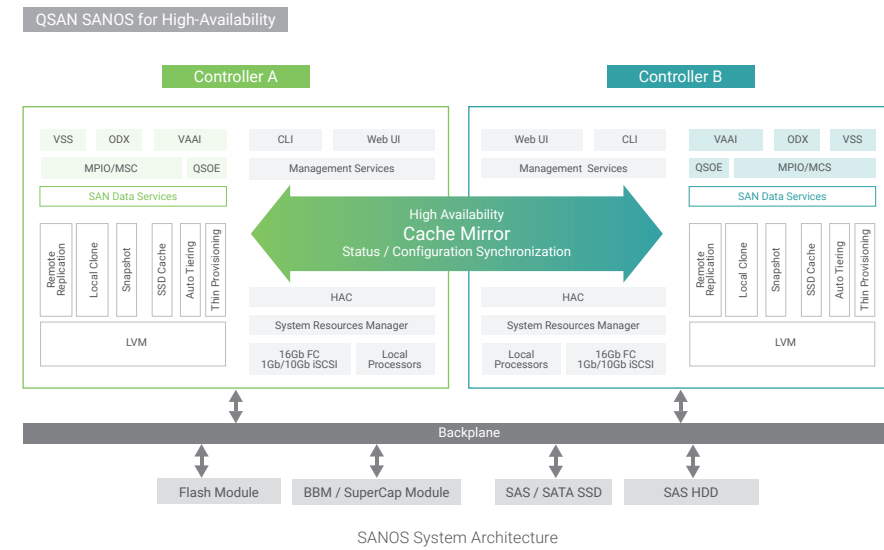 QSAN SANOS for High-Availability
Controller A
Controller B
VSS
ODX
VAAI
MPIO/MSC
QSOE
SAN Data Services
CLI
Web UI
Management Services
Web UI
CLI
Management Services
VAAI
ODX
VSS
QSOE
MPIO/MCS
SAN Data Services
High Availability
Cache Mirror
Status / Configuration Synchronization
Remote
Replication
Local Clone
Snapshot
SSD Cache
Auto Tiering
Thin Provisioning
LVM
HAC
System Resources Manager
16Gb FC
1Gb/10Gb iSCSI
Local
Processors
HAC
System Resources Manager
Local
Processors
16Gb FC
1Gb/10Gb iSCSI
Remote
Replication
Local Clone
Snapshot
SSD Cache
Auto Tiering
Thin Provisioning
LVM
Backplane
Flash Module
BBM / SuperCap Module
SAS / SATA SSD
SAS HDD
SANOS System Architecture